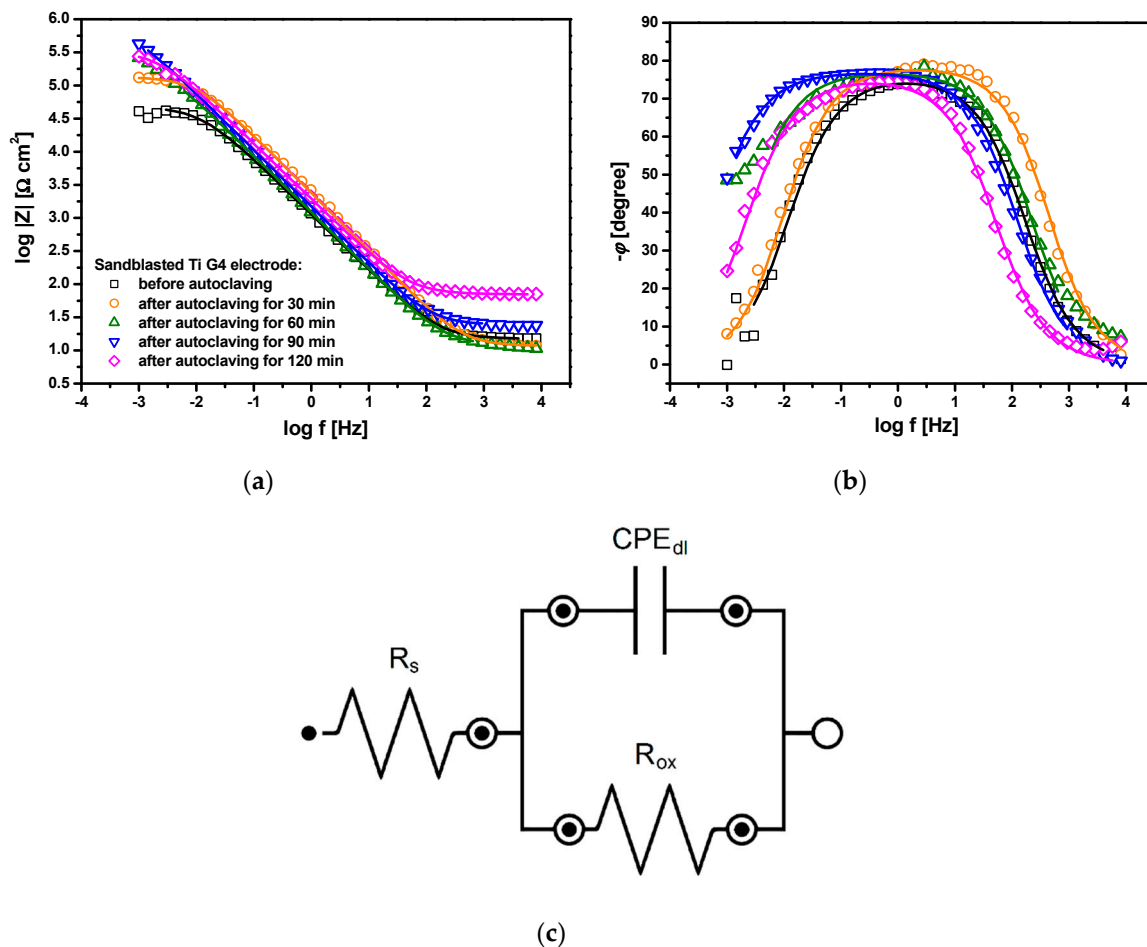 6.0
5.5
5.0
4.5
4.0
3.5
3.0
2.5
2.0
1.5
1.0
0.5
log |Z| [Ω cm²]
Sandblasted Ti G4 electrode:
before autoclaving
after autoclaving for 30 min
after autoclaving for 60 min
after autoclaving for 90 min
after autoclaving for 120 min
-4 -3 -2 -1 0 1 2 3 4
log f [Hz]
(a)
90
80
70
60
50
40
30
20
10
0
-φ [degree]
-4 -3 -2 -1 0 1 2 3 4
log f [Hz]
(b)
CPEdl
Rs
Rox
(c)